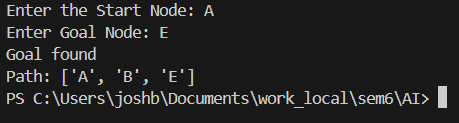 Enter the Start Node: A
Enter Goal Node: E
Goal found
Path: ['A', 'B', 'E']
PS C:\Users\joshb\Documents\work_local\sem6\AI>